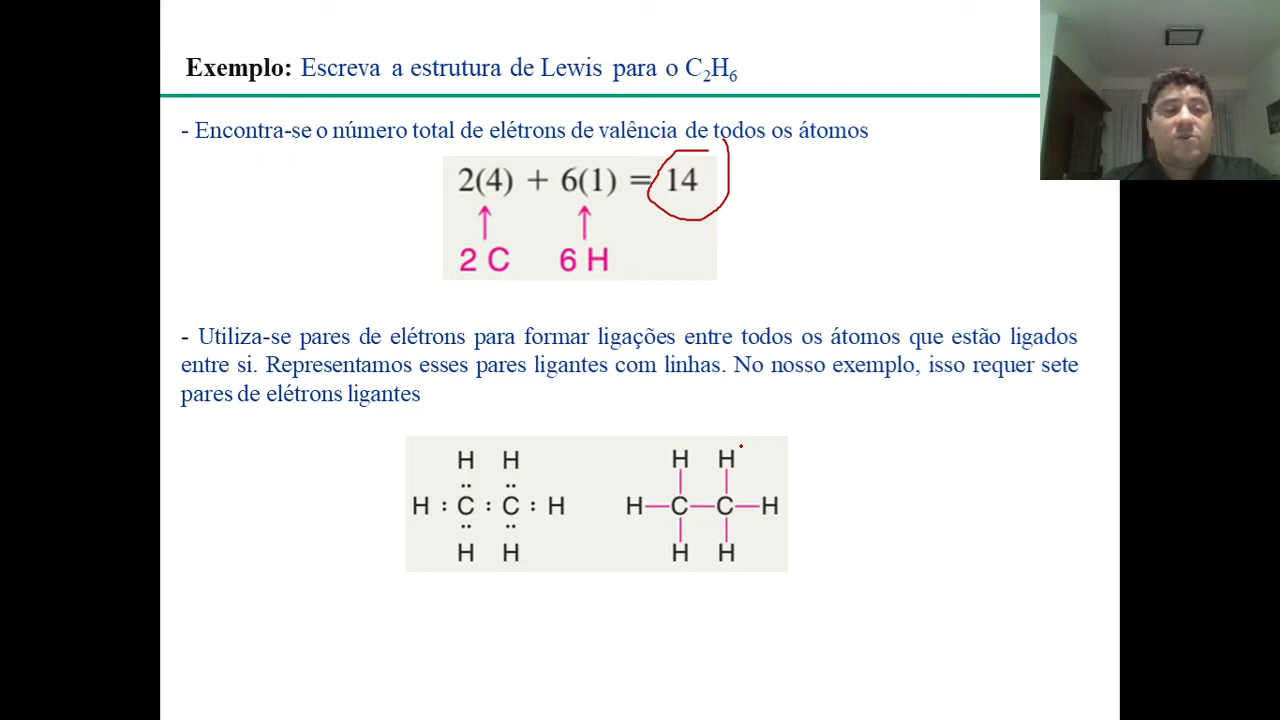 Exemplo: Escreva a estrutura de Lewis para o C₂H₆
- Encontra-se o número total de elétrons de valência de todos os átomos
2(4) + 6(1) = 14
2 C 6 H
- Utiliza-se pares de elétrons para formar ligações entre todos os átomos que estão ligados
entre si. Representamos esses pares ligantes com linhas. No nosso exemplo, isso requer sete
pares de elétrons ligantes
H H
H : C : C : H
H H
H H
H—C—C—H
H H